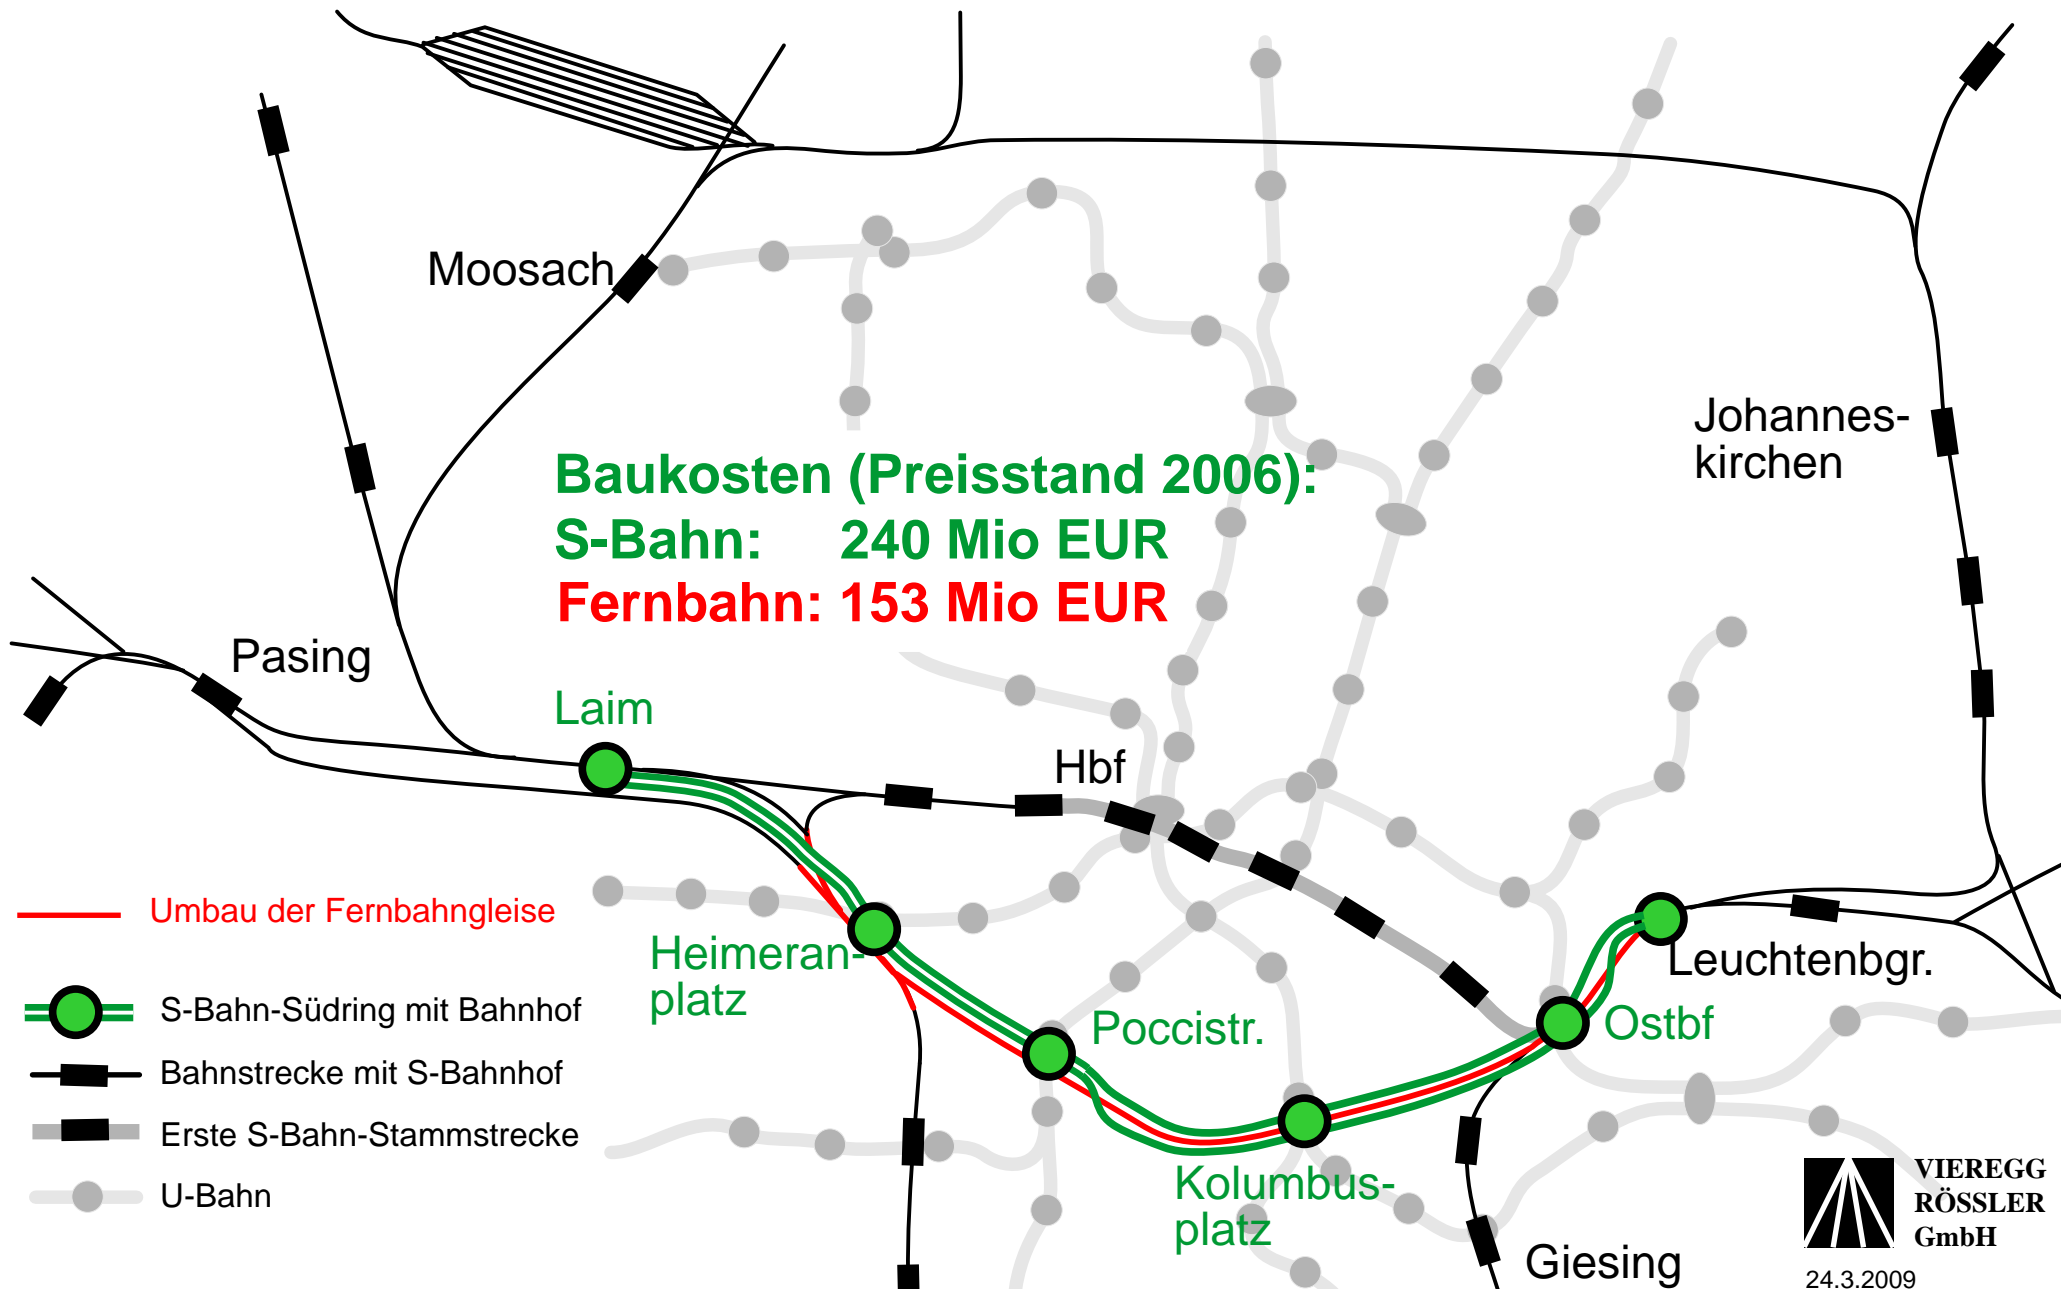 Moosach
Johannes-
kirchen
Baukosten (Preisstand 2006):
S-Bahn: 240 Mio EUR
Fernbahn: 153 Mio EUR
Pasing
Laim
Hbf
Umbau der Fernbahngleise
Heimeran-
platz
Leuchtenbgr.
S-Bahn-Südring mit Bahnhof
Poccistr.
Ostbf
Bahnstrecke mit S-Bahnhof
Erste S-Bahn-Stammstrecke
U-Bahn
Kolumbus-
platz
Giesing
VIEREGG
RÖSSLER
GmbH
24.3.2009